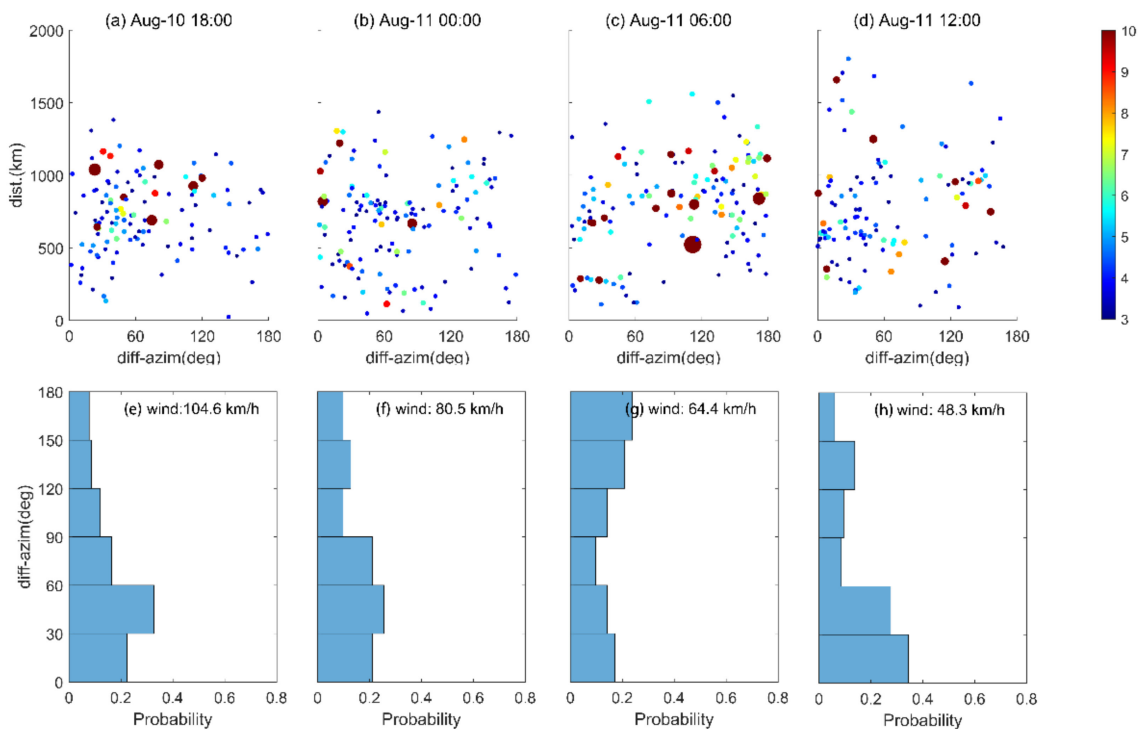 (a) Aug-10 18:00
(b) Aug-11 00:00
(c) Aug-11 06:00
(d) Aug-11 12:00
2000
1500
1000
500
0
dist.(km)
0 60 120 180
0 60 120 180
0 60 120 180
0 60 120 180
diff-azim(deg)
diff-azim(deg)
diff-azim(deg)
diff-azim(deg)
10
9
8
7
6
5
4
3
(e) wind:104.6 km/h
(f) wind: 80.5 km/h
(g) wind: 64.4 km/h
(h) wind: 48.3 km/h
180
150
120
90
60
30
0
diff-azim(deg)
0 0.2 0.4 0.6 0.8
0 0.2 0.4 0.6 0.8
0 0.2 0.4 0.6 0.8
0 0.2 0.4 0.6 0.8
Probability
Probability
Probability
Probability